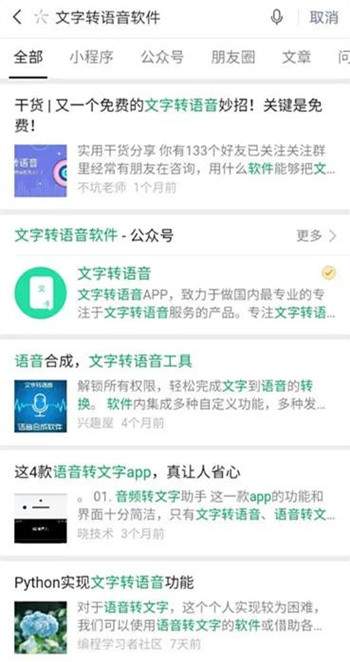 文字转语音软件 取消
全部 小程序 公众号 朋友圈 文章
干货 | 又一个免费的文字转语音妙招！关键是免
费！
实用干货分享 你有133个好友已关注关注群
里经常有朋友在咨询，用什么软件能够把文...
不坑老师 1个月前
文字转语音软件 - 公众号 更多
文字转语音
文字转语音APP，致力于做国内最专业的专
注于文字转语音服务的产品。专注文字转语...
语音合成，文字转语音工具
文字转语音
语音合成软件
解锁所有权限，轻松完成文字到语音的转
换。 软件内集成多种自定义功能，多种发...
兴趣屋 4个月前
这4款语音转文字app，真让人省心
。 01. 音频转文字助手 这一款app的功能和
界面十分简洁，只有文字转语音、语音转文...
晓技术 3个月前
Python实现文字转语音功能
对于语音转文字，这个个人实现较为困难，
我们可以使用语音转文字的软件或借助各...
编程学习者社区 7天前